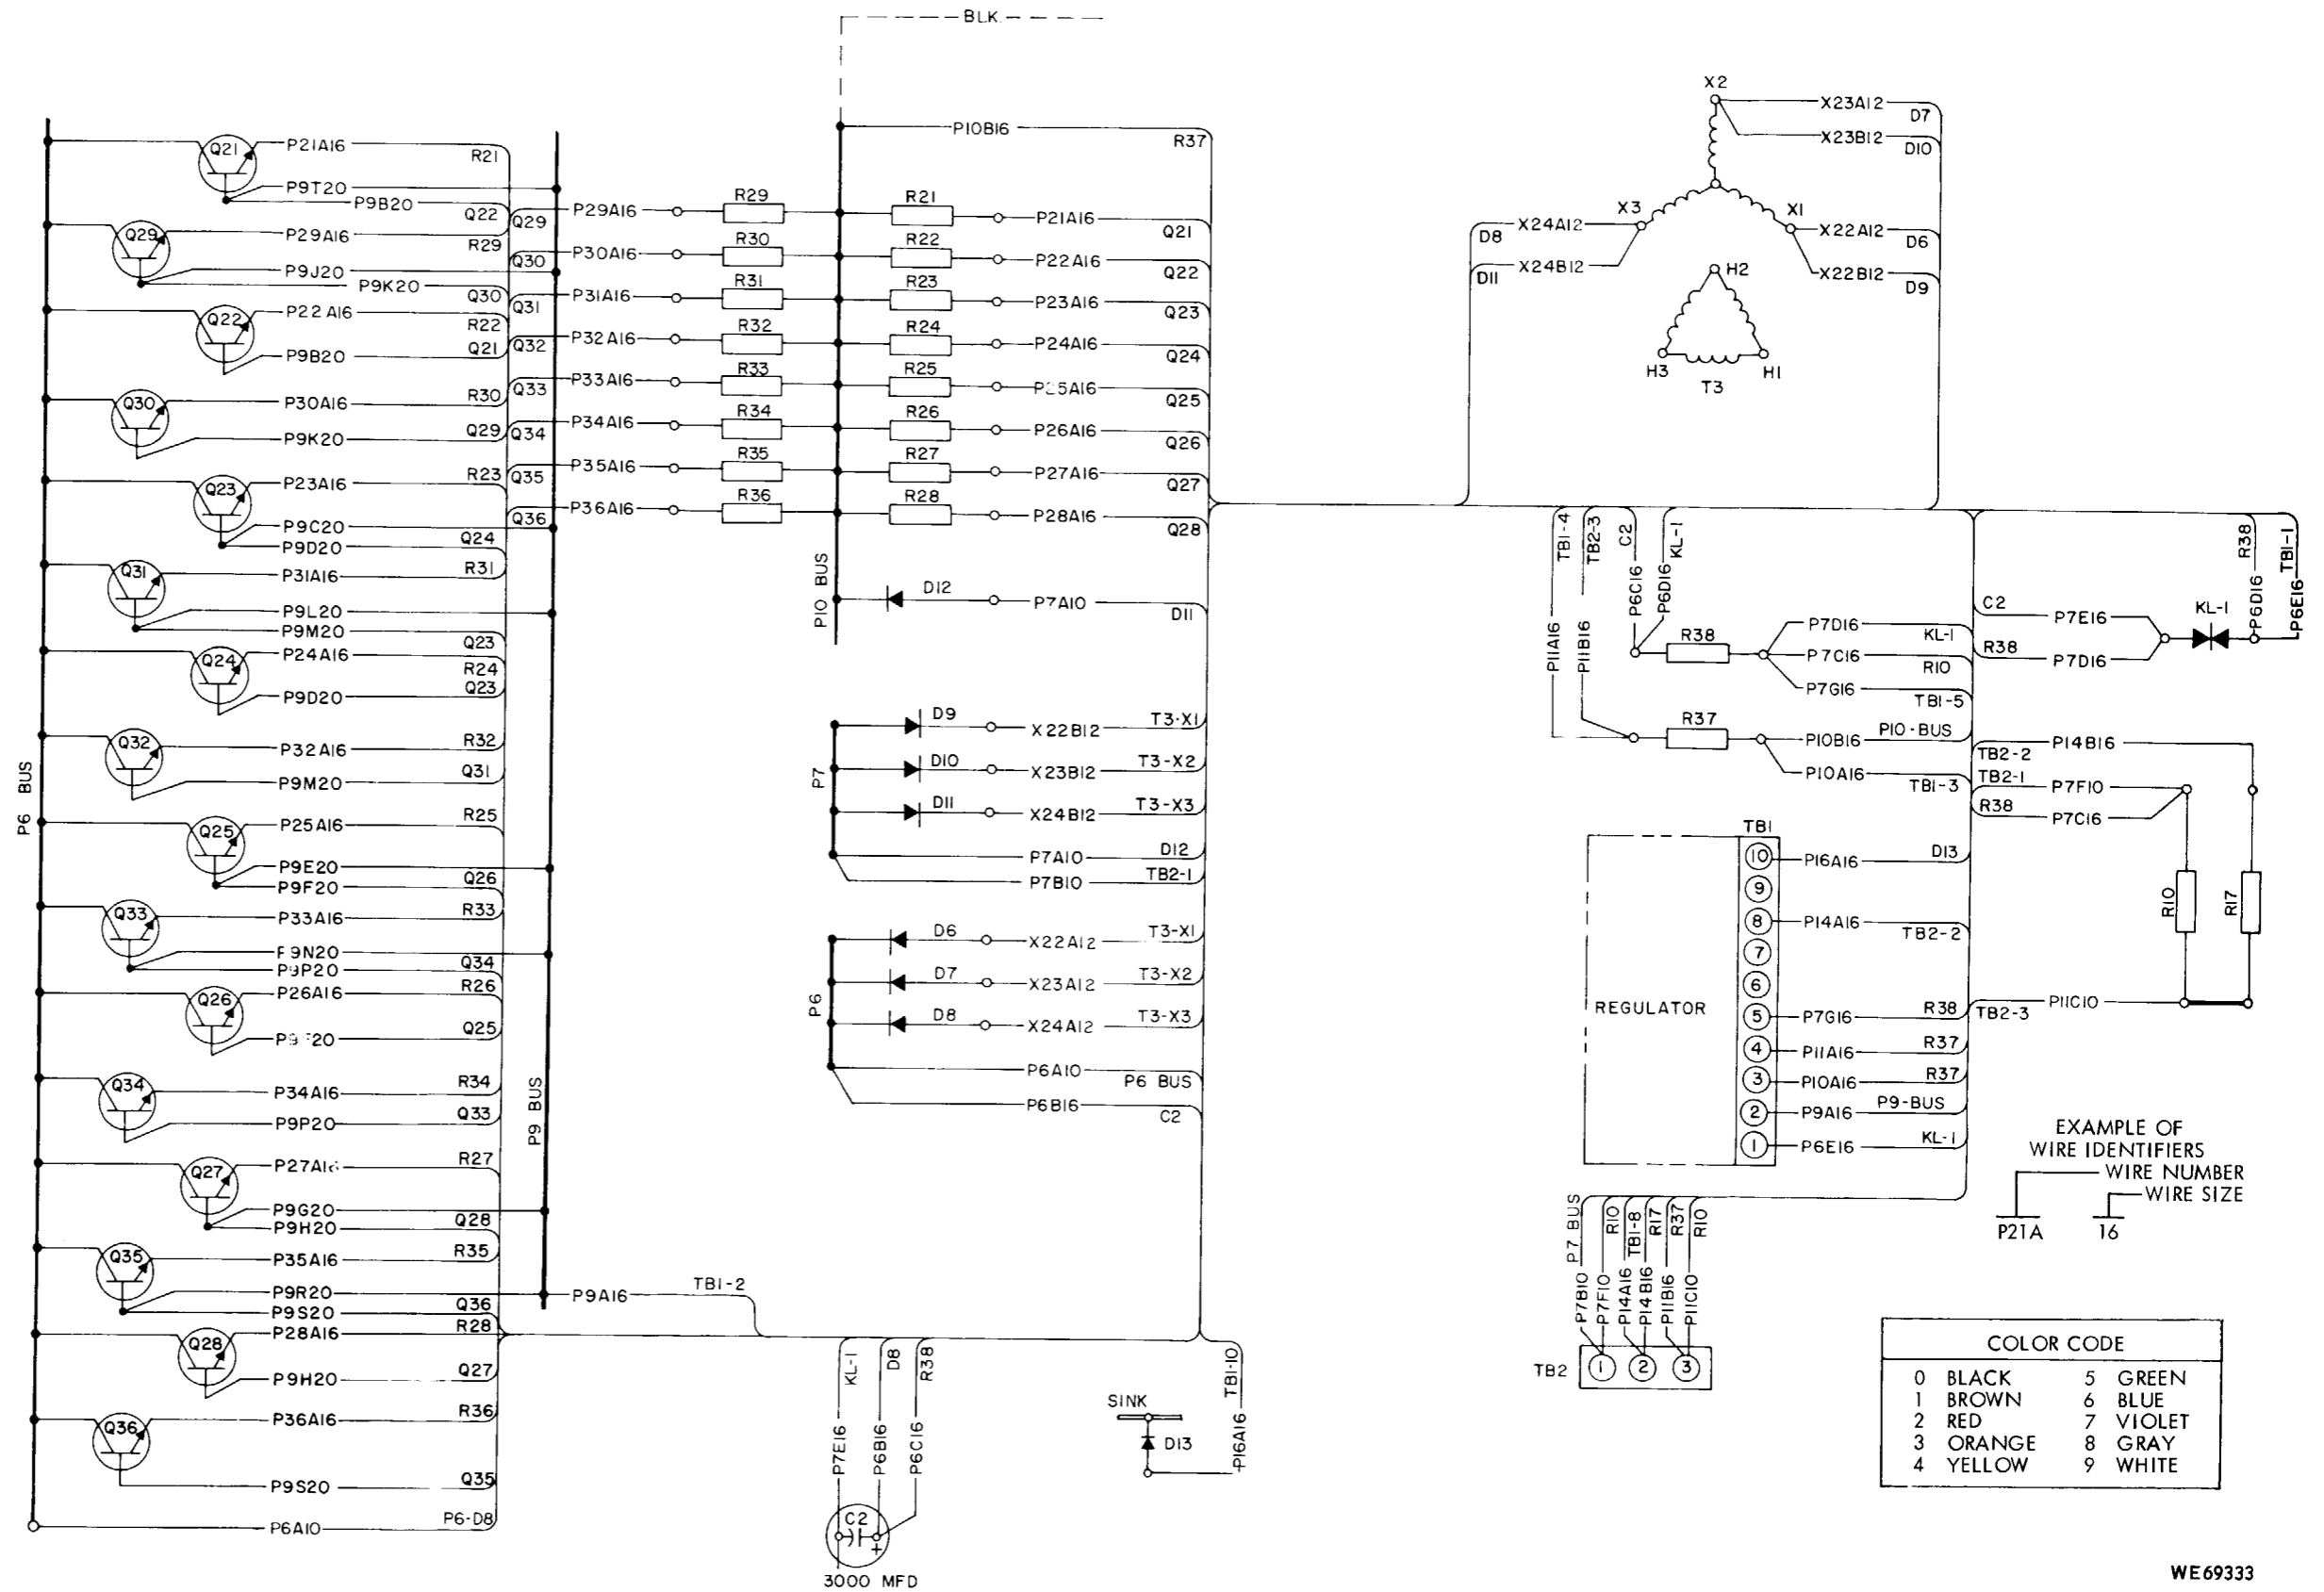 BLK.
P10B16
R37
Q21
P21A16
R21
P9T20
P9B20
Q22
Q29
P29A16
R29
P9J20
P9K20
Q30
Q22
P22A16
R22
P9B20
Q21
Q30
P30A16
R30
P9K20
Q29
Q23
P23A16
R23
P9C20
P9D20
Q24
Q31
P31A16
R31
P9L20
P9M20
Q23
Q24
P24A16
R24
Q23
P9D20
Q32
P32A16
R32
P9M20
Q31
Q25
P25A16
R25
P9E20
P9F20
Q26
Q33
P33A16
R33
P9P20
Q34
Q26
P26A16
R26
Q25
Q34
P34A16
R34
P9P20
Q33
Q27
R27
P9G20
P9H20
Q28
Q35
P35A16
R35
P9R20
P9S20
Q36
Q28
P28A16
R28
P9H20
Q27
Q36
P36A16
R36
P9S20
Q35
P6A10
P6-D8
P6 BUS
P9 BUS
Q29 P29A16 R29 R21 P21A16 Q21
Q30 P30A16 R30 R22 P22A16 Q22
Q31 P31A16 R31 R23 P23A16 Q23
Q32 P32A16 R32 R24 P24A16 Q24
Q33 P33A16 R33 R25 Q25
Q34 P34A16 R34 R26 P26A16 Q26
Q35 P35A16 R35 R27 P27A16 Q27
Q36 P36A16 R36 R28 P28A16 Q28
P10 BUS
D12 P7A10 D11
P7
D9 X22B12 T3-X1
D10 X23B12 T3-X2
D11 X24B12 T3-X3
P7A10 D12
P7B10 TB2-1
P6
D6 X22A12 T3-X1
D7 X23A12 T3-X2
D8 X24A12 T3-X3
P6A10 P6 BUS
P6B16 C2
P9A16 TB1-2
KL-1 D8 R38
P7E16 P6B16 P6C16
C2
+
3000 MFD
SINK
D13
TB1-10
P16A16
X2
X23A12 D7
X23B12 D10
X3 X1
D8 X24A12
D11 X24B12
X22A12 D6
X22B12 D9
H2
H3 H1
T3
TB1-4 TB2-3 C2 KL-1
P11A16 P11B16 P6C16 P6D16
R38
P7D16 KL-1
P7C16 R10
P7G16 TB1-5
R37
P10B16 P10-BUS
P10A16 TB1-3
R38 TB1-1
P6D16 P6E16
C2 P7E16
KL-1
R38 P7D16
TB2-2 P14B16
TB2-1 P7F10
R38 P7C16
R10 R17
TB2-3 P11C10
REGULATOR
TB1
10 P16A16 D13
9
8 P14A16 TB2-2
7
6
5 P7G16 R38
4 P11A16 R37
3 P10A16 R37
2 P9A16 P9-BUS
1 P6E16 KL-1
P7 BUS R10 TB1-8 R17 R37 R10
P7B10 P7F10 P14A16 P14B16 P11B16 P11C10
TB2 1 2 3
EXAMPLE OF
WIRE IDENTIFIERS
WIRE NUMBER
WIRE SIZE
P21A 16
COLOR CODE
0 BLACK 5 GREEN
1 BROWN 6 BLUE
2 RED 7 VIOLET
3 ORANGE 8 GRAY
4 YELLOW 9 WHITE
WE69333